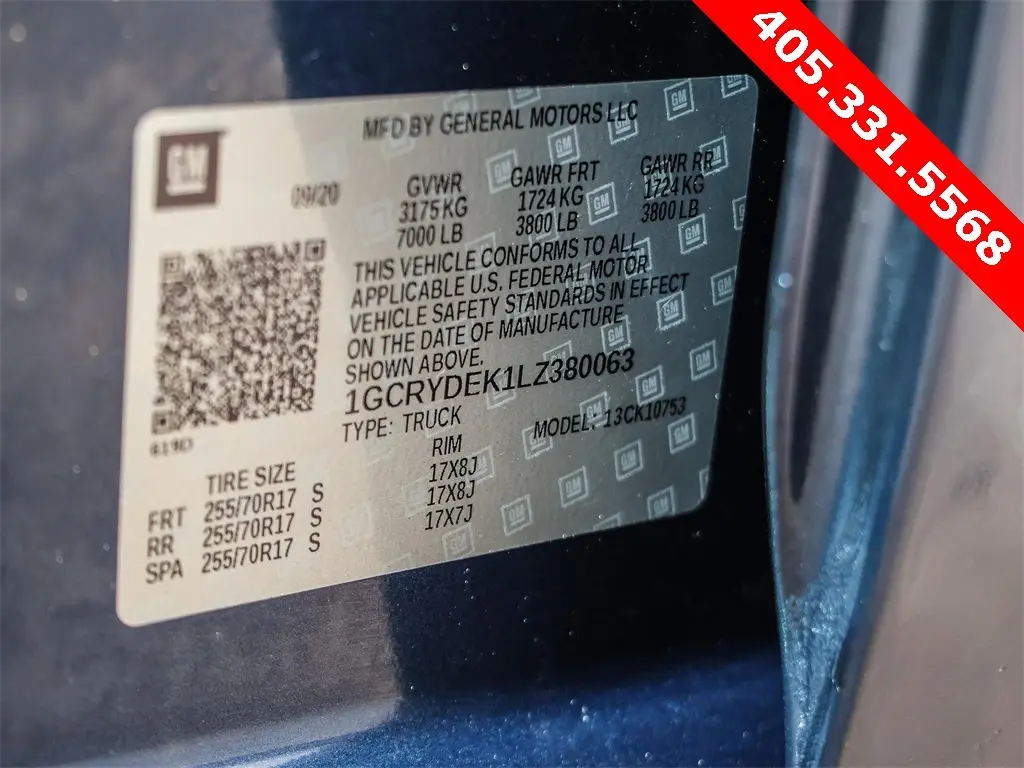 405.331.5568
MFD BY GENERAL MOTORS LLC
GM
09/20
GVWR GAWR FRT GAWR RR
3175 KG 1724 KG 1724 KG
7000 LB 3800 LB 3800 LB
THIS VEHICLE CONFORMS TO ALL
APPLICABLE U.S. FEDERAL MOTOR
VEHICLE SAFETY STANDARDS IN EFFECT
ON THE DATE OF MANUFACTURE
SHOWN ABOVE.
1GCRYDEK1LZ380063
TYPE: TRUCK MODEL: 13CK10753
TIRE SIZE RIM
FRT 255/70R17 S 17X8J
RR 255/70R17 S 17X8J
SPA 255/70R17 S 17X7J